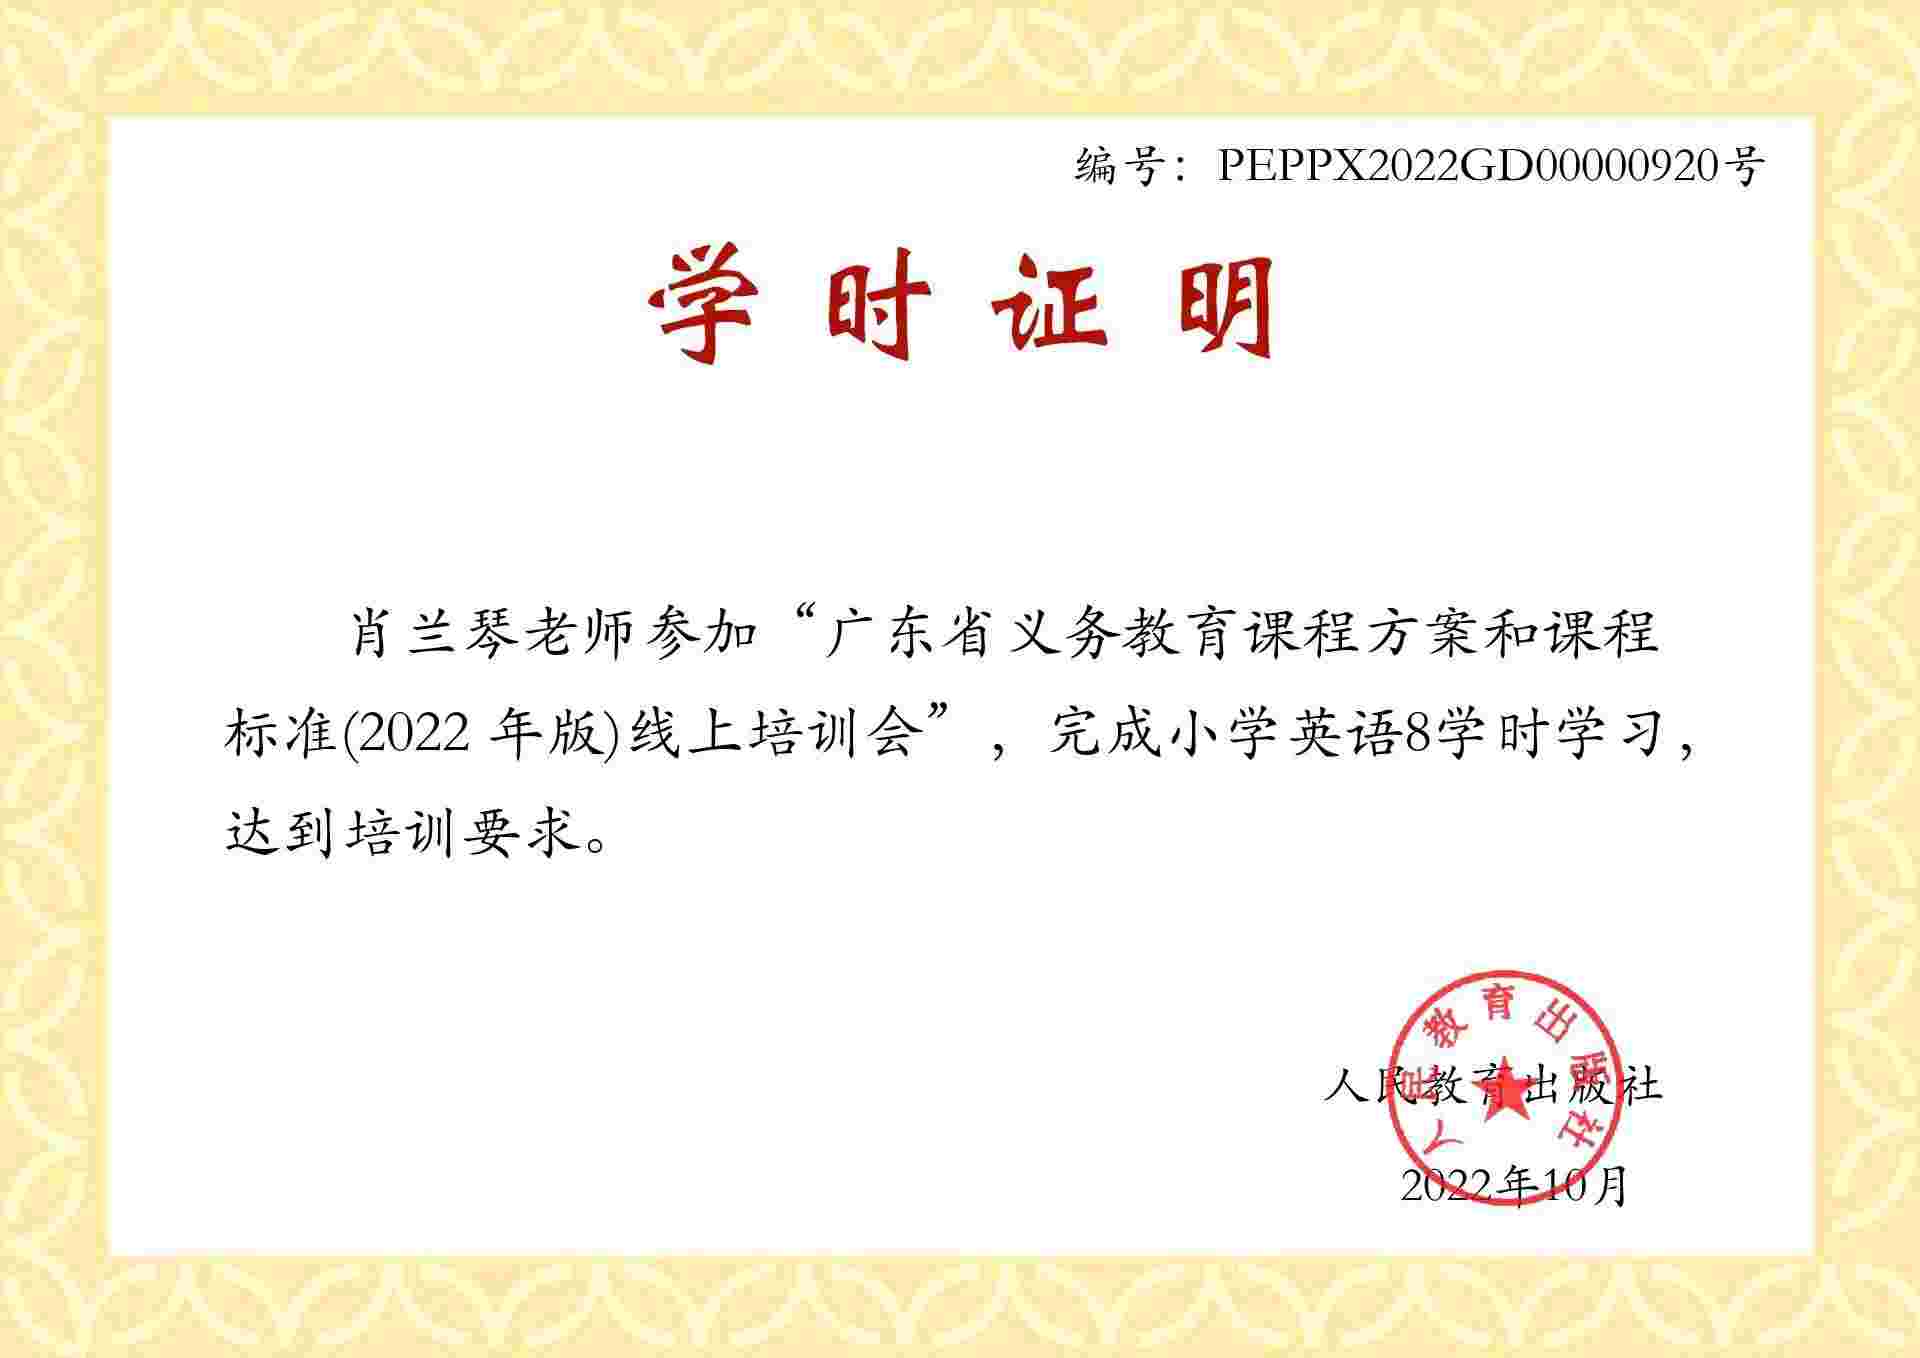 编号：PEPPX2022GD00000920号
学时证明
肖兰琴老师参加“广东省义务教育课程方案和课程
标准(2022 年版)线上培训会”，完成小学英语8学时学习，
达到培训要求。
人民教育出版社
人民教育出版社
2022年10月